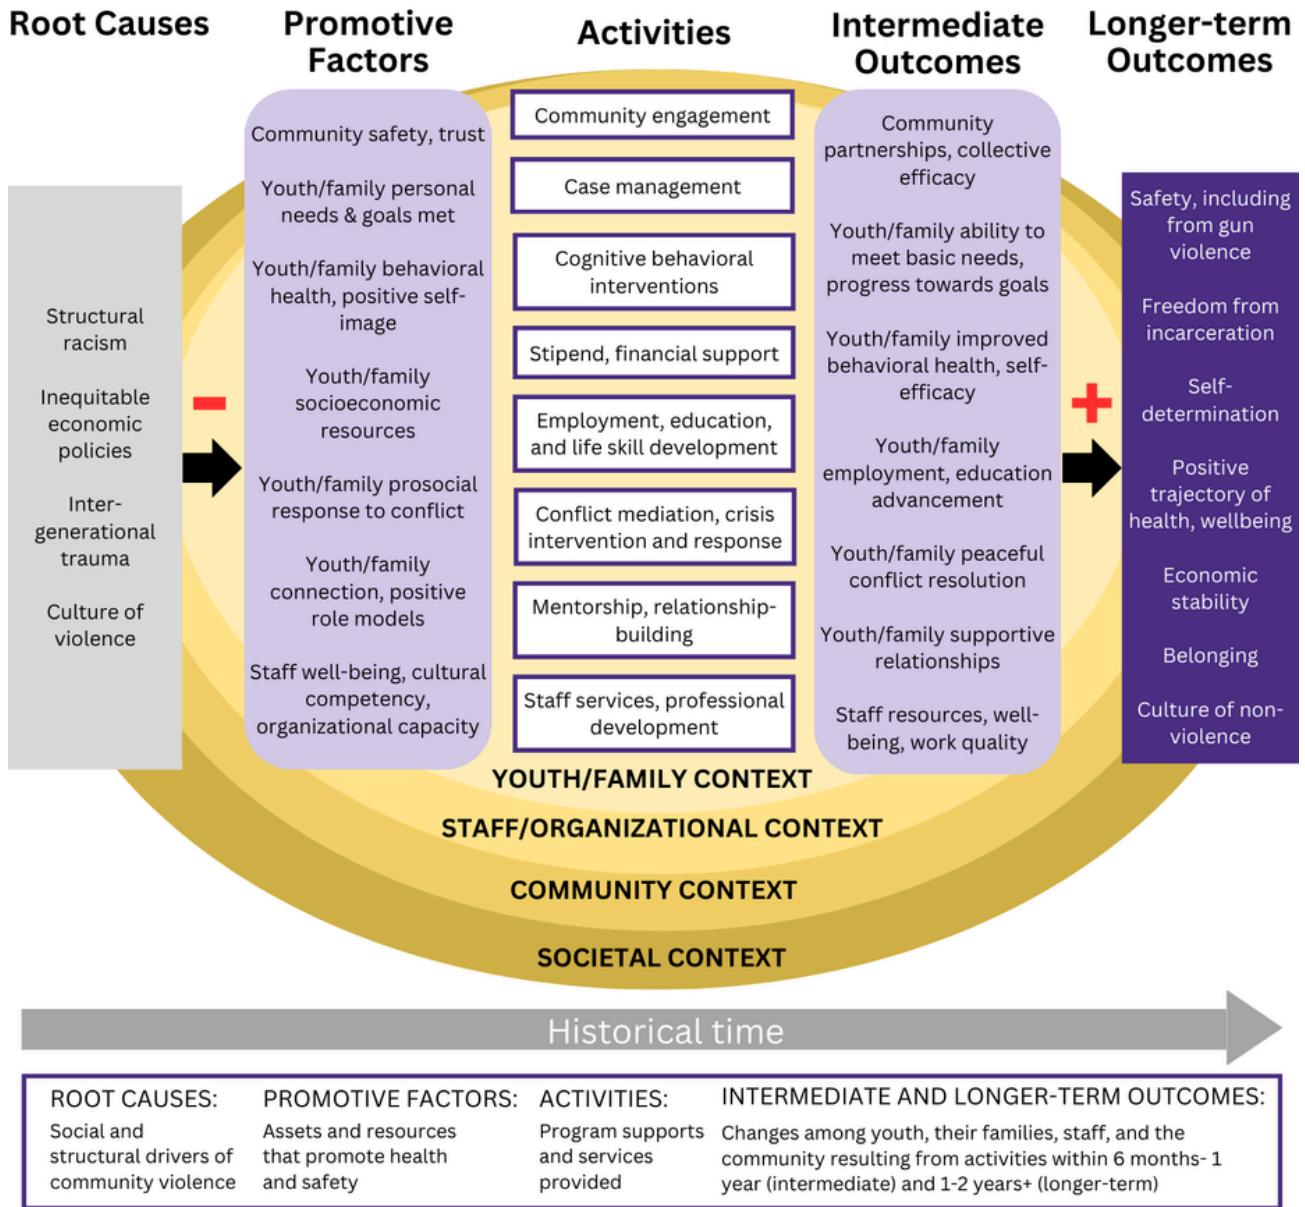 Root Causes
Promotive
Factors
Activities
Intermediate
Outcomes
Longer-term
Outcomes
Structural
racism
Inequitable
economic
policies
Inter-
generational
trauma
Culture of
violence
Community safety, trust
Youth/family personal
needs & goals met
Youth/family behavioral
health, positive self-
image
Youth/family
socioeconomic
resources
Youth/family prosocial
response to conflict
Youth/family
connection, positive
role models
Staff well-being, cultural
competency,
organizational capacity
Community engagement
Case management
Cognitive behavioral
interventions
Stipend, financial support
Employment, education,
and life skill development
Conflict mediation, crisis
intervention and response
Mentorship, relationship-
building
Staff services, professional
development
Community
partnerships, collective
efficacy
Youth/family ability to
meet basic needs,
progress towards goals
Youth/family improved
behavioral health, self-
efficacy
Youth/family
employment, education
advancement
Youth/family peaceful
conflict resolution
Youth/family supportive
relationships
Staff resources, well-
being, work quality
Safety, including
from gun
violence
Freedom from
incarceration
Self-
determination
Positive
trajectory of
health, wellbeing
Economic
stability
Belonging
Culture of non-
violence
YOUTH/FAMILY CONTEXT
STAFF/ORGANIZATIONAL CONTEXT
COMMUNITY CONTEXT
SOCIETAL CONTEXT
Historical time
ROOT CAUSES:
Social and
structural drivers of
community violence
PROMOTIVE FACTORS:
Assets and resources
that promote health
and safety
ACTIVITIES:
Program supports
and services
provided
INTERMEDIATE AND LONGER-TERM OUTCOMES:
Changes among youth, their families, staff, and the
community resulting from activities within 6 months- 1
year (intermediate) and 1-2 years+ (longer-term)